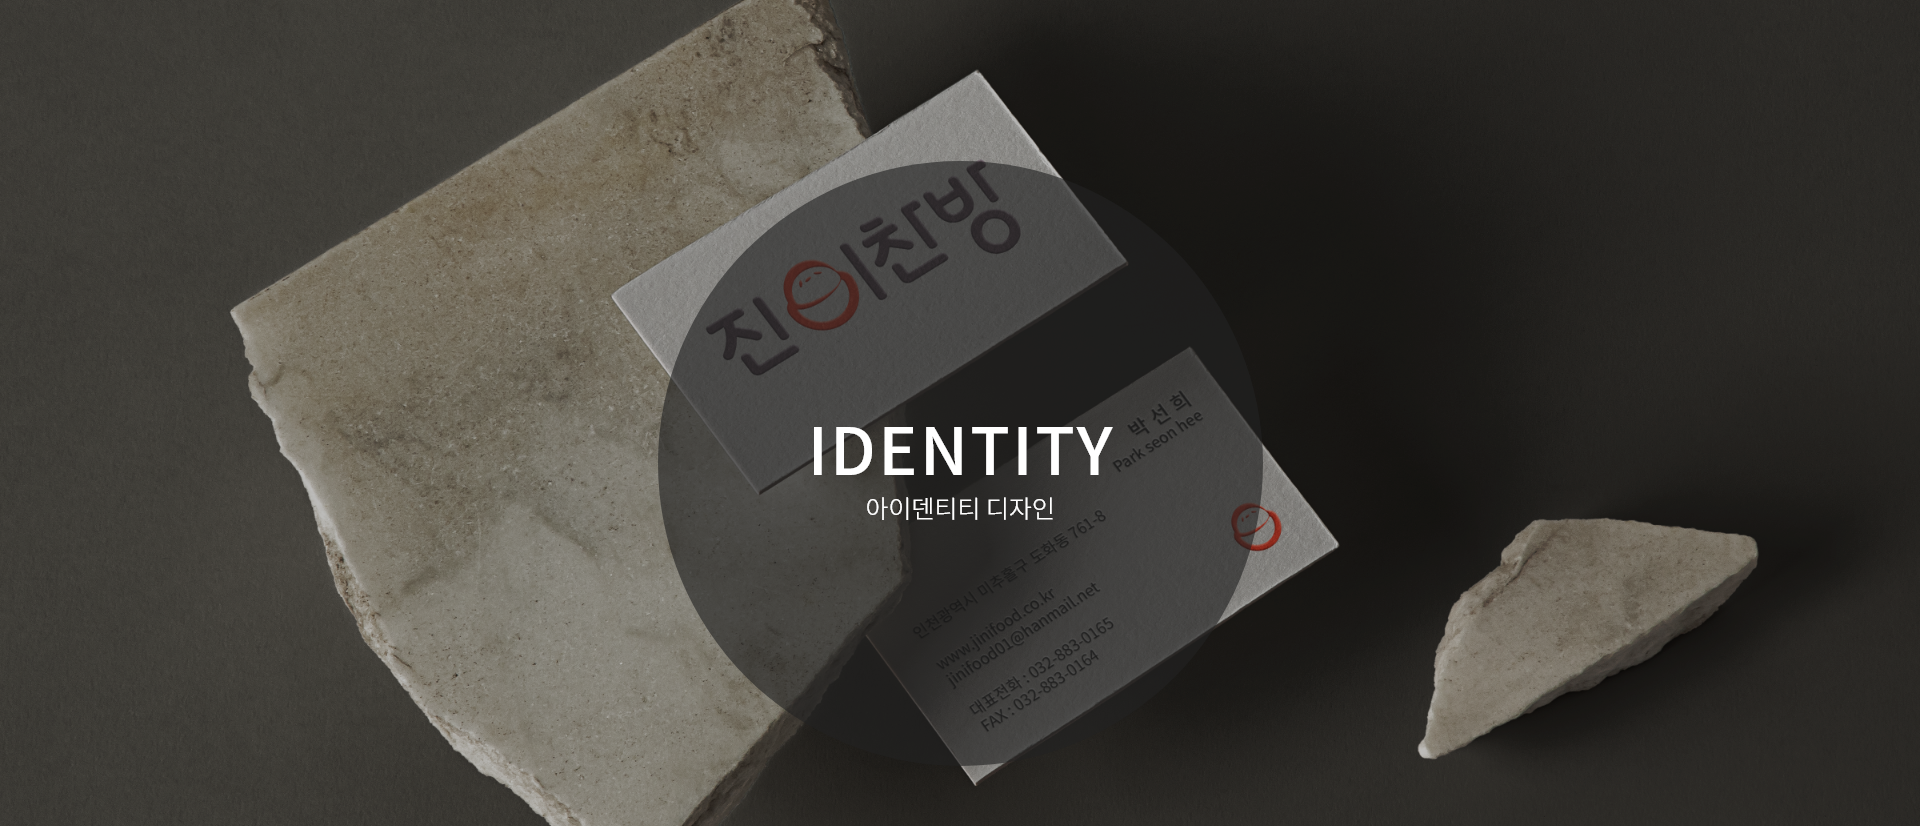 진이찬방
IDENTITY
아이덴티티 디자인
박선희
Park seon hee
인천광역시 미추홀구 도화동 761-8
www.jinifood.co.kr
jinifood01@hanmail.net
대표전화 : 032-883-0165
FAX : 032-883-0164